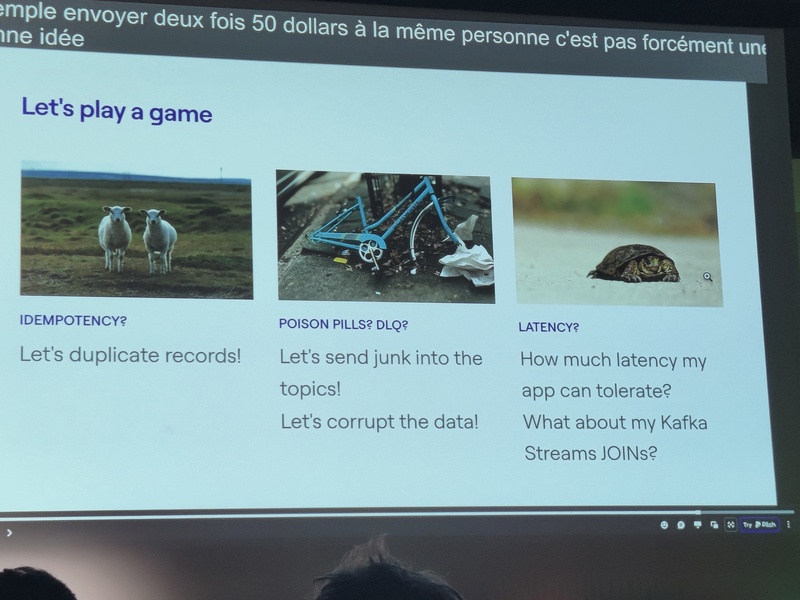 emple envoyer deux fois 50 dollars à la même personne c'est pas forcément une
nne idée
Let's play a game
IDEMPOTENCY?
Let's duplicate records!
POISON PILLS? DLQ?
Let's send junk into the
topics!
Let's corrupt the data!
LATENCY?
How much latency my
app can tolerate?
What about my Kafka
Streams JOINs?
Try Pitch